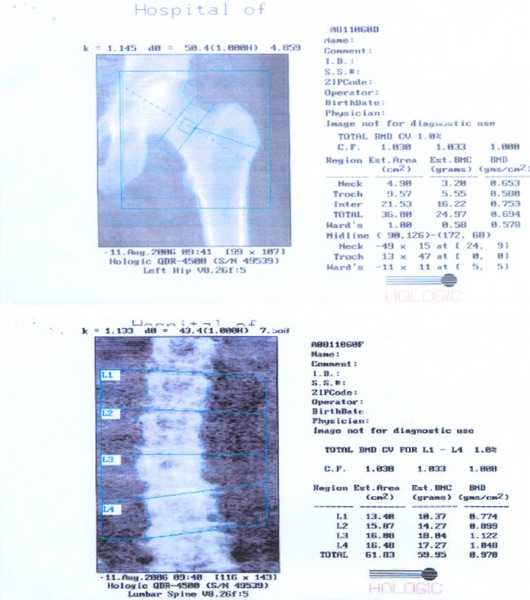 Hospital of
k = 1.145 d0 = 50.4(1.000H) 4.859
11.Aug.2006 09:41 [99 x 107]
Hologic QDR-4500 (S/N 49539)
Left Hip V8.26f:5
A0811060D
Name:
Comment:
I.D.:
S.S.#:
ZIPCode:
Operator:
BirthDate:
Physician:
Image not for diagnostic use
TOTAL BMD CV 1.0%
C.F. 1.030 1.033 1.000
Region Est.Area Est.BMC BMD
(cm2) (grams) (gms/cm2)
Neck 4.90 3.20 0.653
Troch 9.57 5.55 0.580
Inter 21.53 16.22 0.753
TOTAL 36.00 24.97 0.694
Ward's 1.00 0.58 0.578
Midline ( 90,126)-(172, 68)
Neck -49 x 15 at [ 24, 9]
Troch 13 x 47 at [ 0, 0]
Ward's -11 x 11 at [ 5, 5]
HOLOGIC
Hospital of
k = 1.133 d0 = 43.4(1.000H)
L1
L2
L3
L4
11.Aug.2006 09:40 [116 x 143]
Hologic QDR-4500 (S/N 49539)
Lumbar Spine V8.26f:5
A0811060F
Name:
Comment:
I.D.:
S.S.#:
ZIPCode:
Operator:
BirthDate
Physician:
Image not for diagnostic use
TOTAL BMD CV FOR L1 - L4 1.0%
C.F. 1.030 1.033 1.000
Region Est.Area Est.BMC BMD
(cm2) (grams) (gms/cm2)
L1 13.40 10.37 0.774
L2 15.87 14.27 0.899
L3 16.08 18.04 1.122
L4 16.48 17.27 1.048
TOTAL 61.83 59.95 0.970
HOLOGIC